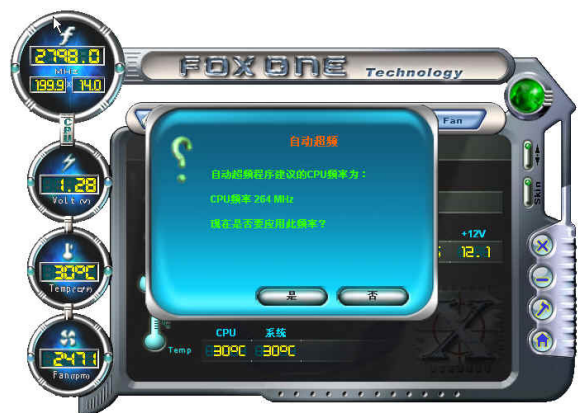 2798.0
MHz
199.9 x 14.0
CPU
FOX ONE Technology
Fan
自动超频
自动超频程序建议的CPU频率为:
CPU频率 264 MHz
现在是否要应用此频率?
是
否
1.28
Volt (V)
Skin
+12V
12.1
30°C
Temp(CPU)
CPU
系统
Temp
30°C
30°C
2471
Fan(rpm)